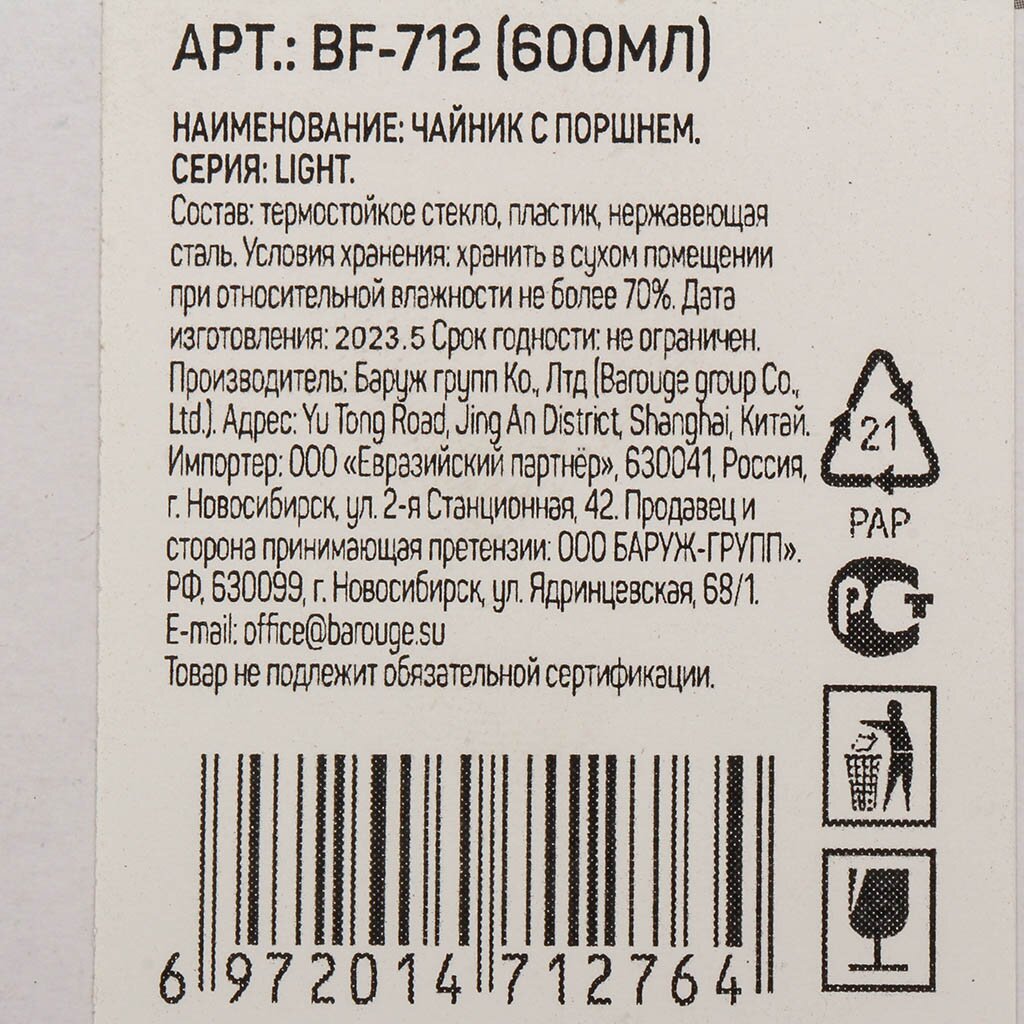 АРТ.: BF-712 (600МЛ)
НАИМЕНОВАНИЕ: ЧАЙНИК С ПОРШНЕМ.
СЕРИЯ: LIGHT.
Состав: термостойкое стекло, пластик, нержавеющая
сталь. Условия хранения: хранить в сухом помещении
при относительной влажности не более 70%. Дата
изготовления: 2023.5 Срок годности: не ограничен.
Производитель: Баруж групп Ко., Лтд (Barouge group Co.,
Ltd.). Адрес: Yu Tong Road, Jing An District, Shanghai, Китай.
Импортер: ООО «Евразийский партнёр», 630041, Россия,
г. Новосибирск, ул. 2-я Станционная, 42. Продавец и
сторона принимающая претензии: ООО БАРУЖ-ГРУПП».
РФ, 630099, г. Новосибирск, ул. Ядринцевская, 68/1.
E-mail: office@barouge.su
Товар не подлежит обязательной сертификации.
21
PAP
РСТ
6 972014 712764